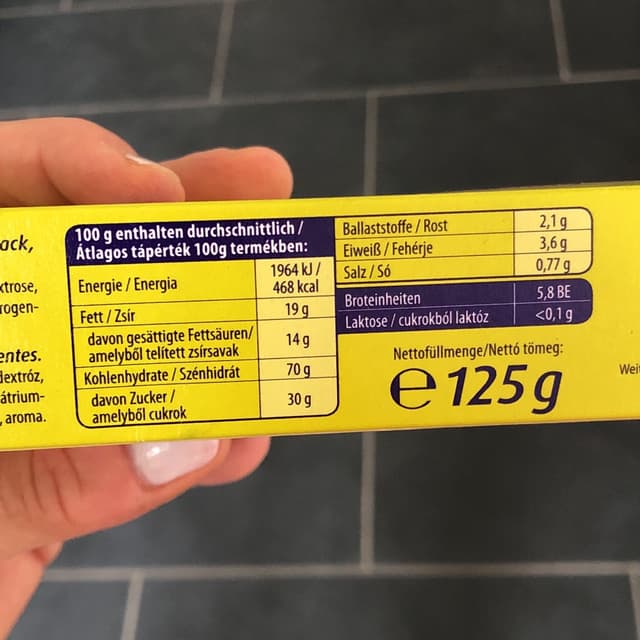 ack,
xtrose,
rogen-
entes.
dextróz,
átrium-
, aroma.
100 g enthalten durchschnittlich /
Átlagos tápérték 100g termékben:
Energie / Energia 1964 kJ /
468 kcal
Fett / Zsír 19 g
davon gesättigte Fettsäuren/
amelyből telített zsírsavak 14 g
Kohlenhydrate / Szénhidrát 70 g
davon Zucker /
amelyből cukrok 30 g
Ballaststoffe / Rost 2,1 g
Eiweiß / Fehérje 3,6 g
Salz / Só 0,77 g
Broteinheiten 5,8 BE
Laktose / cukrokból laktóz <0,1 g
Nettofüllmenge/Nettó tömeg:
e 125 g
Wei